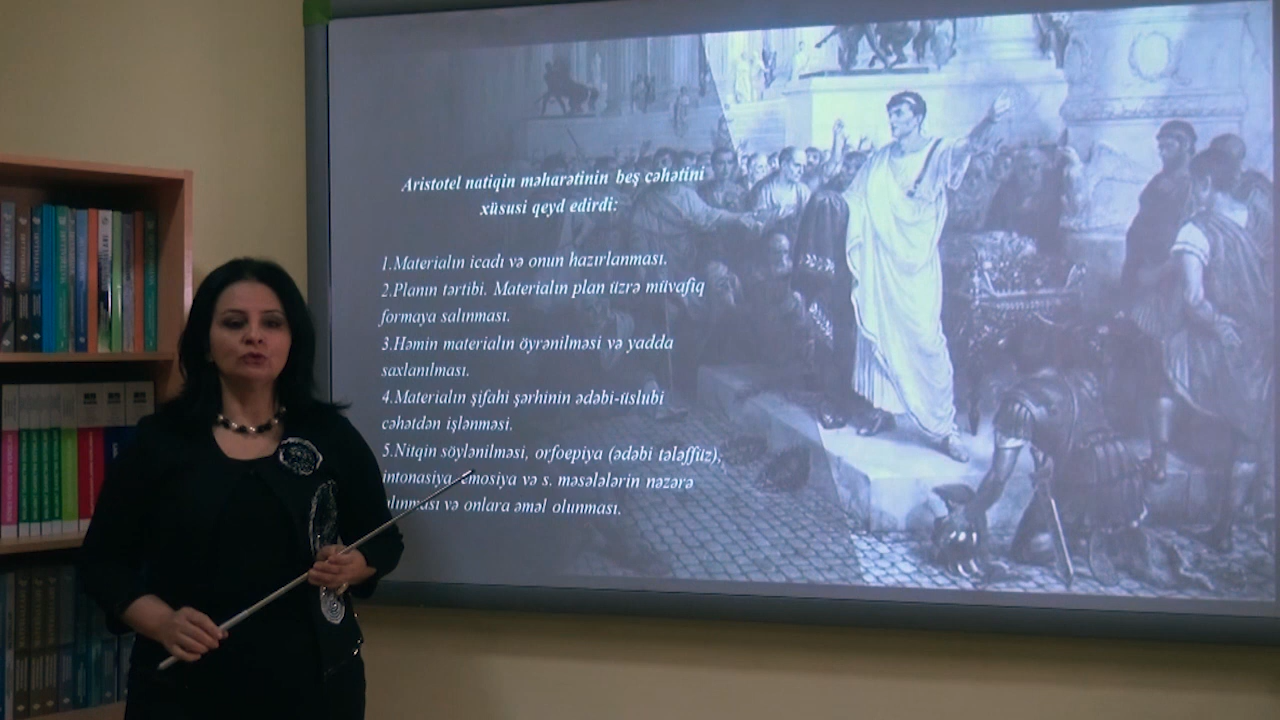 Aristotel natiqin məharətinin beş cəhətini
xüsusi qeyd edirdi:
1.Materialın icadı və onun hazırlanması.
2.Planın tərtibi. Materialın plan üzrə müvafiq
formaya salınması.
3.Həmin materialın öyrənilməsi və yadda
saxlanılması.
4.Materialın şifahi şərhinin ədəbi-üslubi
cəhətdən işlənməsi.
5.Nitqin söylənilməsi, orfoepiya (ədəbi tələffüz),
intonasiya, emosiya və s. məsələlərin nəzərə
alınması və onlara əməl olunması.